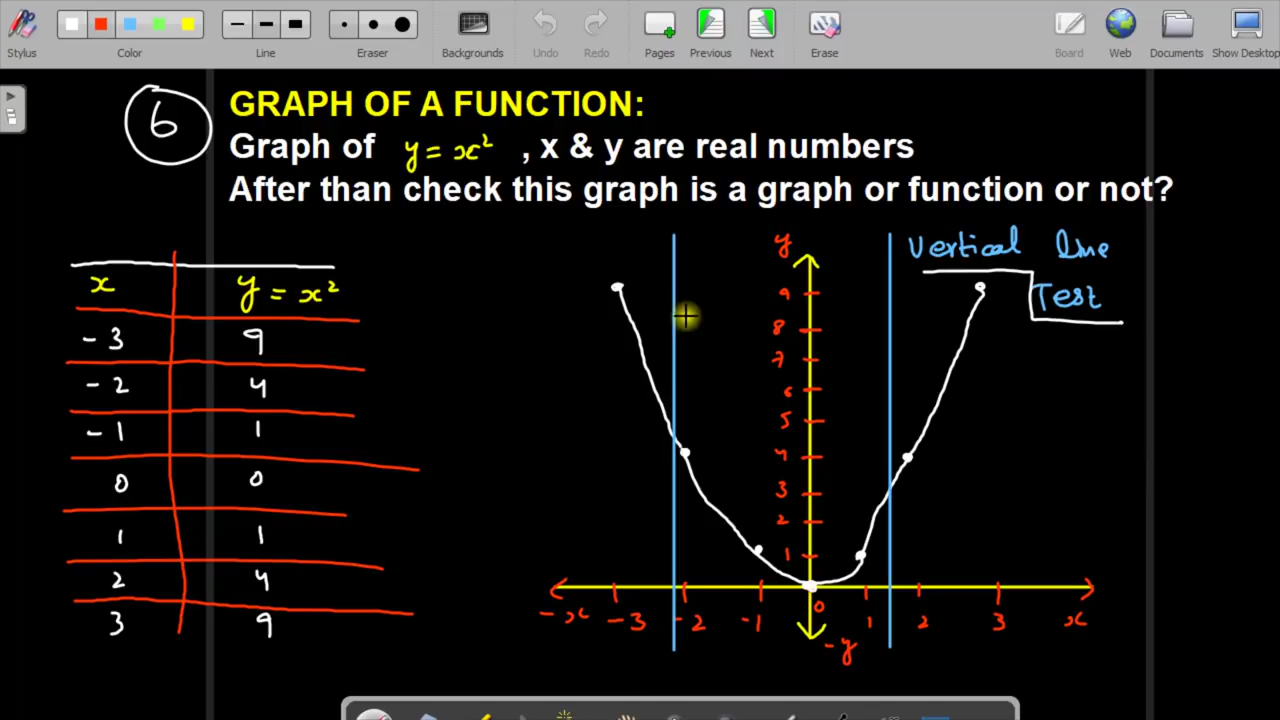 Stylus Color Line Eraser Backgrounds Undo Redo Pages Previous Next Erase Board Web Documents Show Desktop
6
GRAPH OF A FUNCTION:
Graph of y = x² , x & y are real numbers
After than check this graph is a graph or function or not?
x y = x²
-3 9
-2 4
-1 1
0 0
1 1
2 4
3 9
Vertical line
Test
y
9
8
7
6
5
4
3
2
1
-x -3 -2 -1 0 1 2 3 x
-y